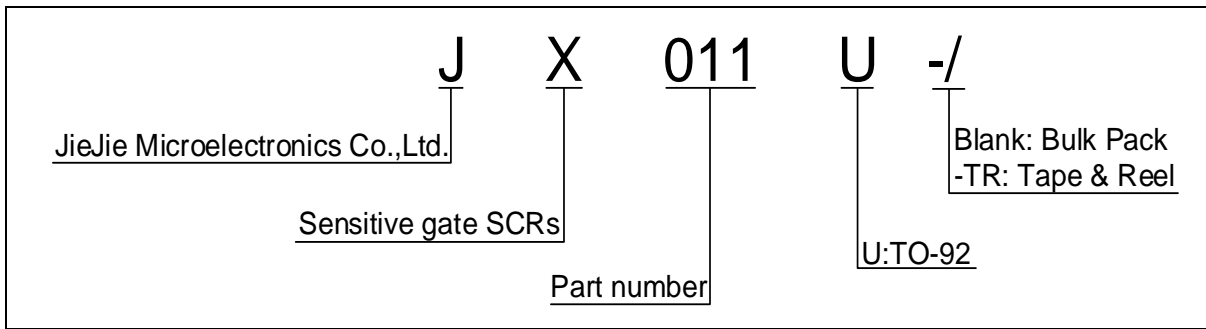 J X 011 U -/
JieJie Microelectronics Co.,Ltd.
Blank: Bulk Pack
-TR: Tape & Reel
Sensitive gate SCRs
U:TO-92
Part number